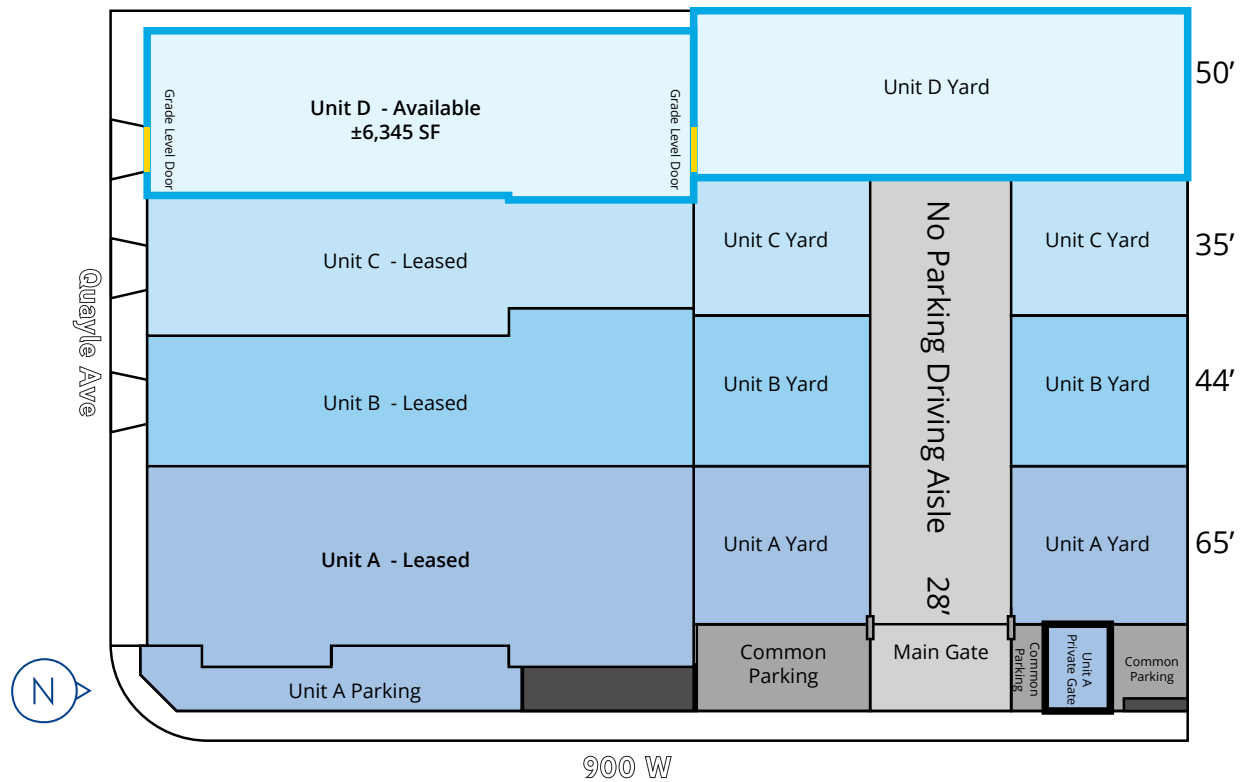 Unit D Yard
50’
Grade Level Door
Unit D - Available
±6,345 SF
Grade Level Door
Unit C - Leased
Unit C Yard
No Parking Driving Aisle 28’
Unit C Yard
35’
Quayle Ave
Unit B - Leased
Unit B Yard
Unit B Yard
44’
Unit A - Leased
Unit A Yard
Unit A Yard
65’
N
Unit A Parking
Common
Parking
Main Gate
Common
Parking
Unit A
Private Gate
Common
Parking
900 W